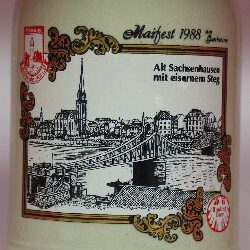 Maifest 1988
Alt Sachsenhausen
mit eisernem Steg